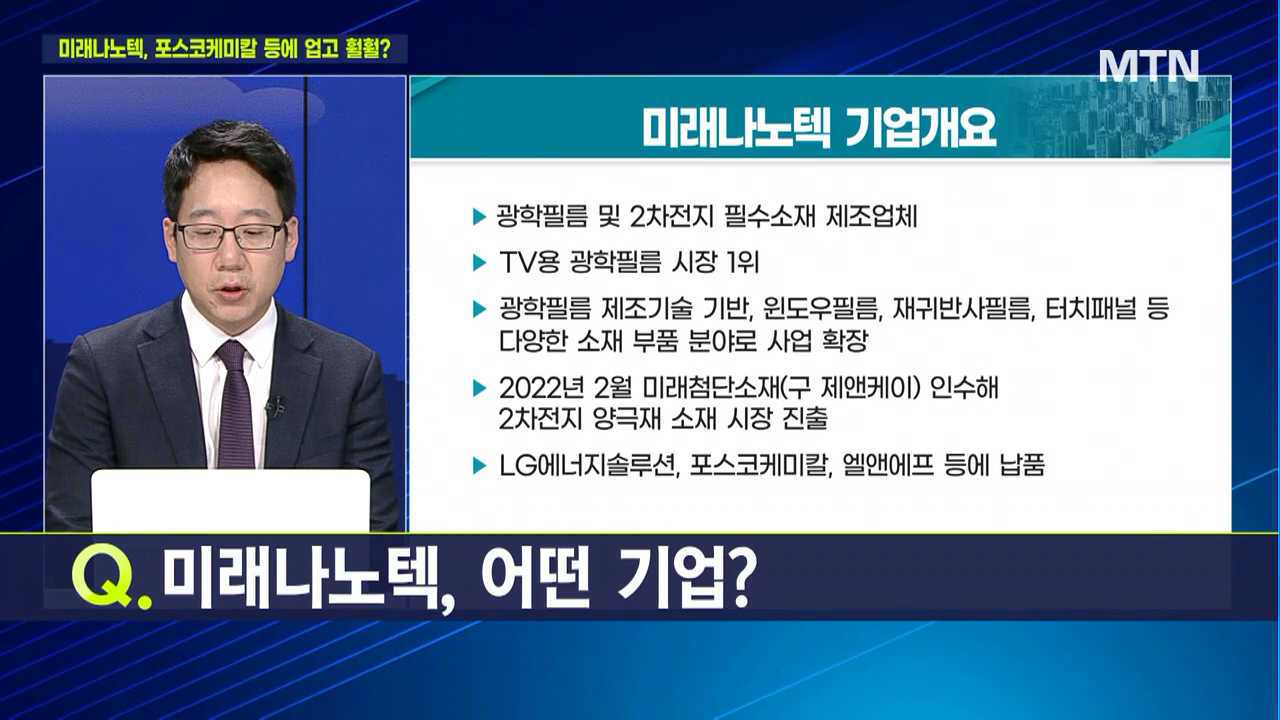 미래나노텍, 포스코케미칼 등에 업고 훨훨?
MTN
미래나노텍 기업개요
▶ 광학필름 및 2차전지 필수소재 제조업체
▶ TV용 광학필름 시장 1위
▶ 광학필름 제조기술 기반, 윈도우필름, 재귀반사필름, 터치패널 등
다양한 소재 부품 분야로 사업 확장
▶ 2022년 2월 미래첨단소재(구 제앤케이) 인수해
2차전지 양극재 소재 시장 진출
▶ LG에너지솔루션, 포스코케미칼, 엘앤에프 등에 납품
Q. 미래나노텍, 어떤 기업?